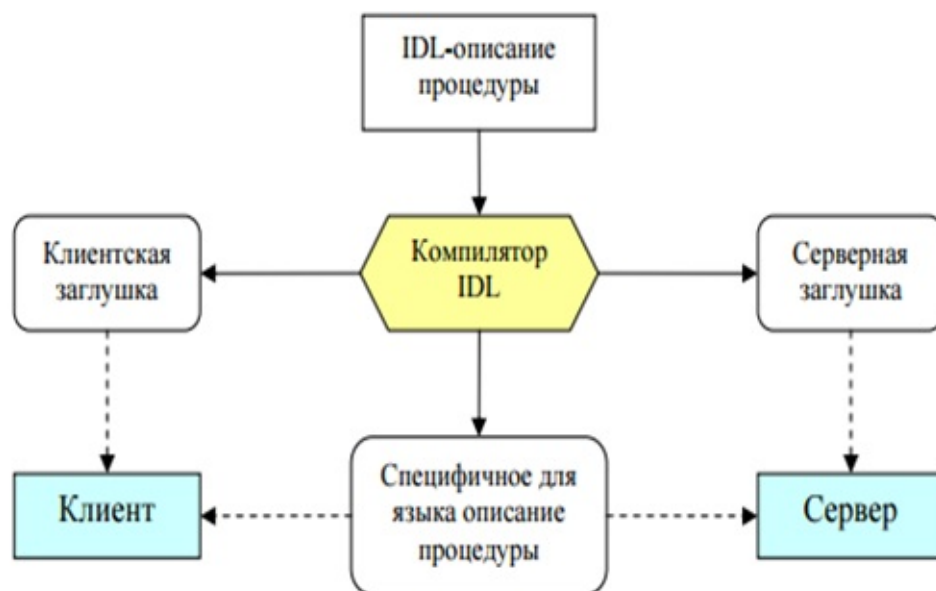 IDL-описание
процедуры
Клиентская
заглушка
Компилятор
IDL
Серверная
заглушка
Клиент
Специфичное для
языка описание
процедуры
Сервер